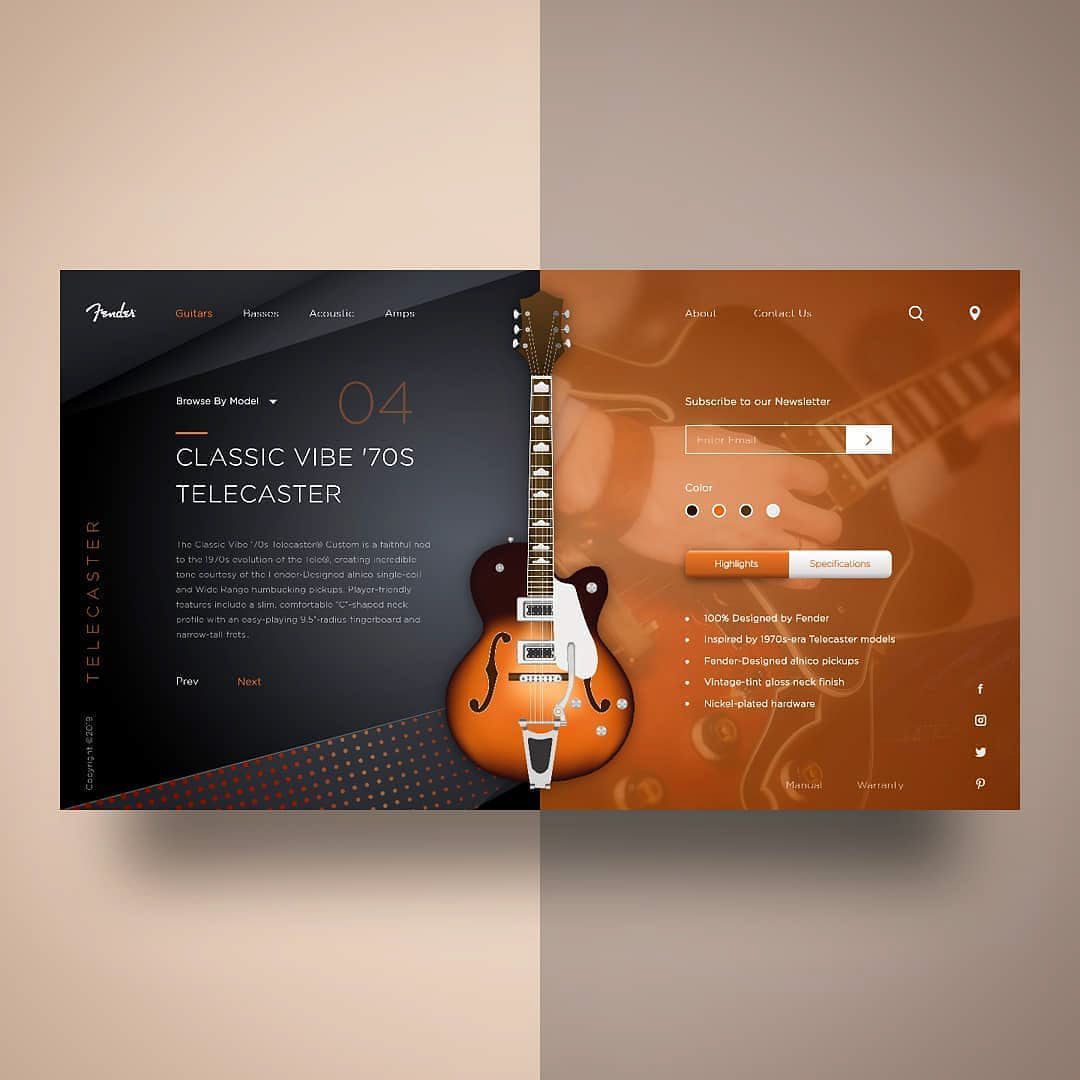 Fender
Guitars
Basses
Acoustic
Amps
About
Contact Us
Browse By Model
04
CLASSIC VIBE '70S
TELECASTER
The Classic Vibe '70s Telecaster® Custom is a faithful nod
to the 1970s evolution of the Tele®, creating incredible
tone courtesy of the Fender-Designed alnico single-coil
and Wide Range humbucking pickups. Player-friendly
features include a slim, comfortable "C"-shaped neck
profile with an easy-playing 9.5"-radius fingerboard and
narrow-tall frets.
Prev
Next
TELECASTER
Copyright ©2019
Subscribe to our Newsletter
Enter Email
Color
Highlights
Specifications
100% Designed by Fender
Inspired by 1970s-era Telecaster models
Fender-Designed alnico pickups
Vintage-tint gloss neck finish
Nickel-plated hardware
Manual
Warranty